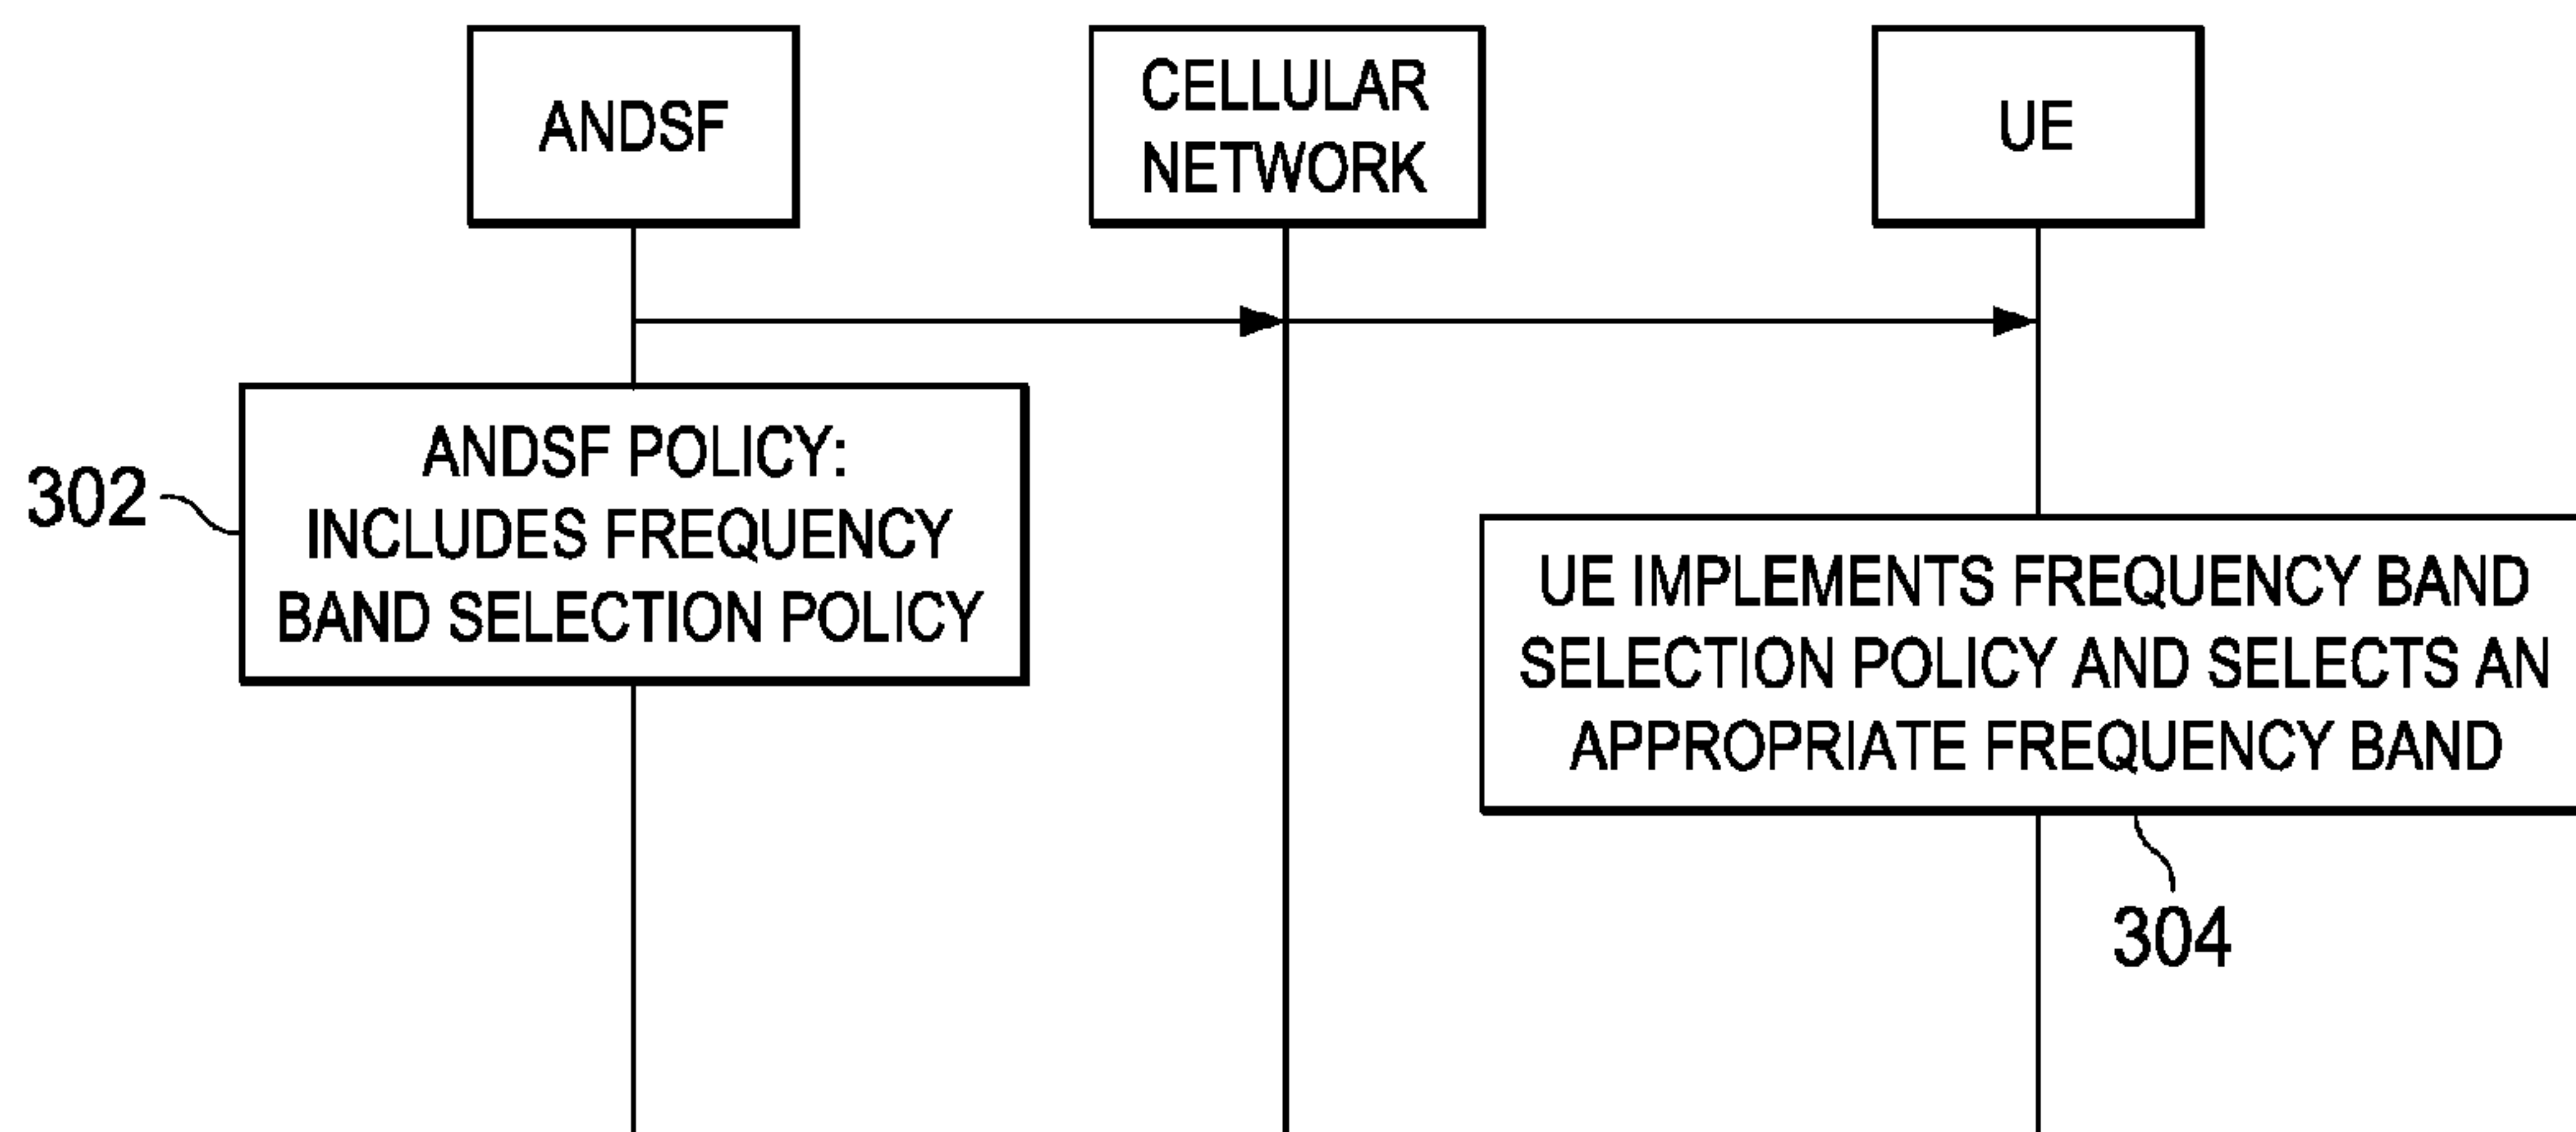 ANDSF
CELLULAR
NETWORK
UE
302
ANDSF POLICY:
INCLUDES FREQUENCY
BAND SELECTION POLICY
UE IMPLEMENTS FREQUENCY BAND
SELECTION POLICY AND SELECTS AN
APPROPRIATE FREQUENCY BAND
304